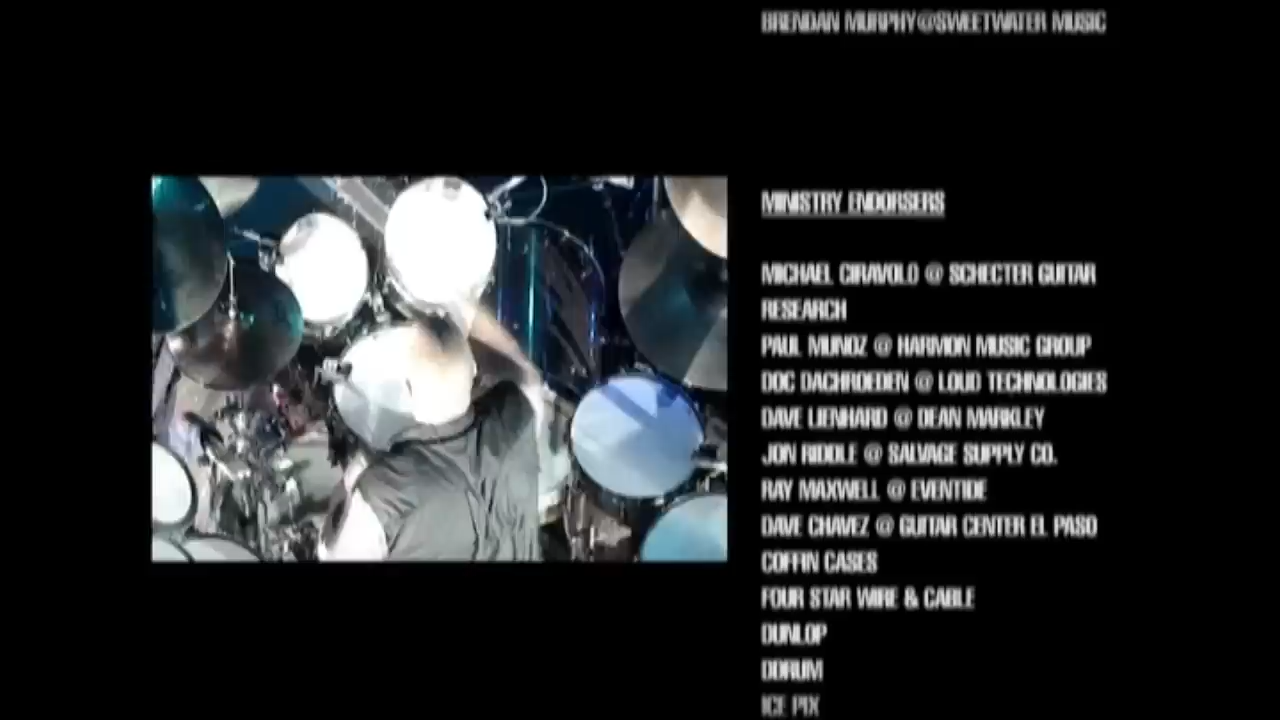 BRENDAN MURPHY@SWEETWATER MUSIC
MINISTRY ENDORSERS
MICHAEL CIRAVOLO @ SCHECTER GUITAR
RESEARCH
PAUL MUNOZ @ HARMON MUSIC GROUP
DOC DACHROEDEN @ LOUD TECHNOLOGIES
DAVE LIENHARD @ DEAN MARKLEY
JON RIDDLE @ SALVAGE SUPPLY CO.
RAY MAXWELL @ EVENTIDE
DAVE CHAVEZ @ GUITAR CENTER EL PASO
COFFIN CASES
FOUR STAR WIRE & CABLE
DUNLOP
DDRUM
ICE PIX